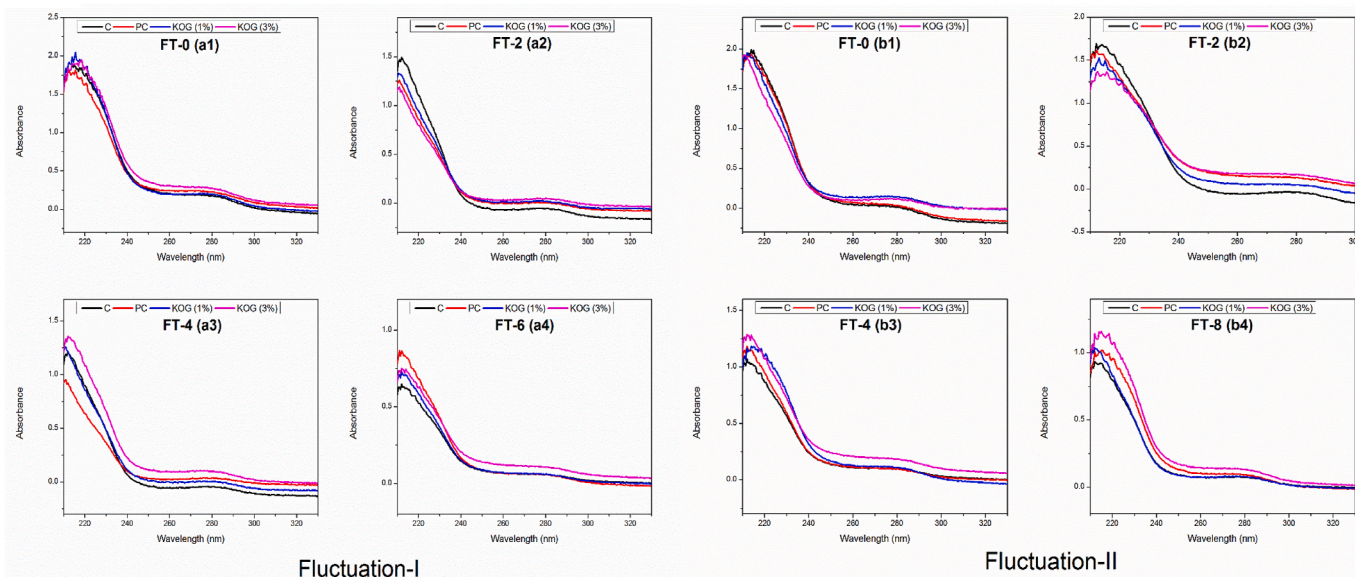 C PC KOG (1%) KOG (3%)
FT-0 (a1)
2.5
2.0
1.5
1.0
0.5
0.0
Absorbance
220 240 260 280 300 320
Wavelength (nm)
C PC KOG (1%) KOG (3%)
FT-2 (a2)
2.0
1.5
1.0
0.5
0.0
Absorbance
220 240 260 280 300 320
Wavelength (nm)
C PC KOG (1%) KOG (3%)
FT-0 (b1)
2.5
2.0
1.5
1.0
0.5
0.0
Absorbance
220 240 260 280 300 320
Wavelength (nm)
C PC KOG (1%) KOG (3%)
FT-2 (b2)
2.0
1.5
1.0
0.5
0.0
-0.5
Absorbance
220 240 260 280 300
Wavelength (nm)
C PC KOG (1%) KOG (3%)
FT-4 (a3)
1.5
1.0
0.5
0.0
Absorbance
220 240 260 280 300 320
Wavelength (nm)
C PC KOG (1%) KOG (3%)
FT-6 (a4)
1.0
0.5
0.0
Absorbance
220 240 260 280 300 320
Wavelength (nm)
C PC KOG (1%) KOG (3%)
FT-4 (b3)
1.5
1.0
0.5
0.0
Absorbance
220 240 260 280 300 320
Wavelength (nm)
C PC KOG (1%) KOG (3%)
FT-8 (b4)
1.0
0.5
0.0
Absorbance
220 240 260 280 300 320
Wavelength (nm)
Fluctuation-I
Fluctuation-II